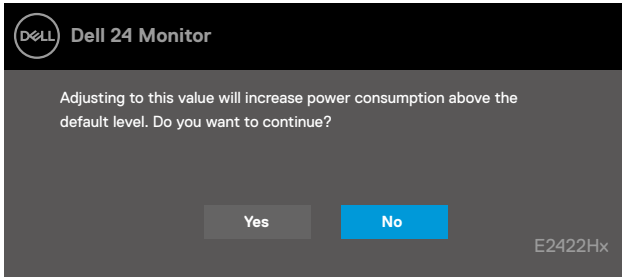 DELL
Dell 24 Monitor
Adjusting to this value will increase power consumption above the
default level. Do you want to continue?
Yes
No
E2422Hx